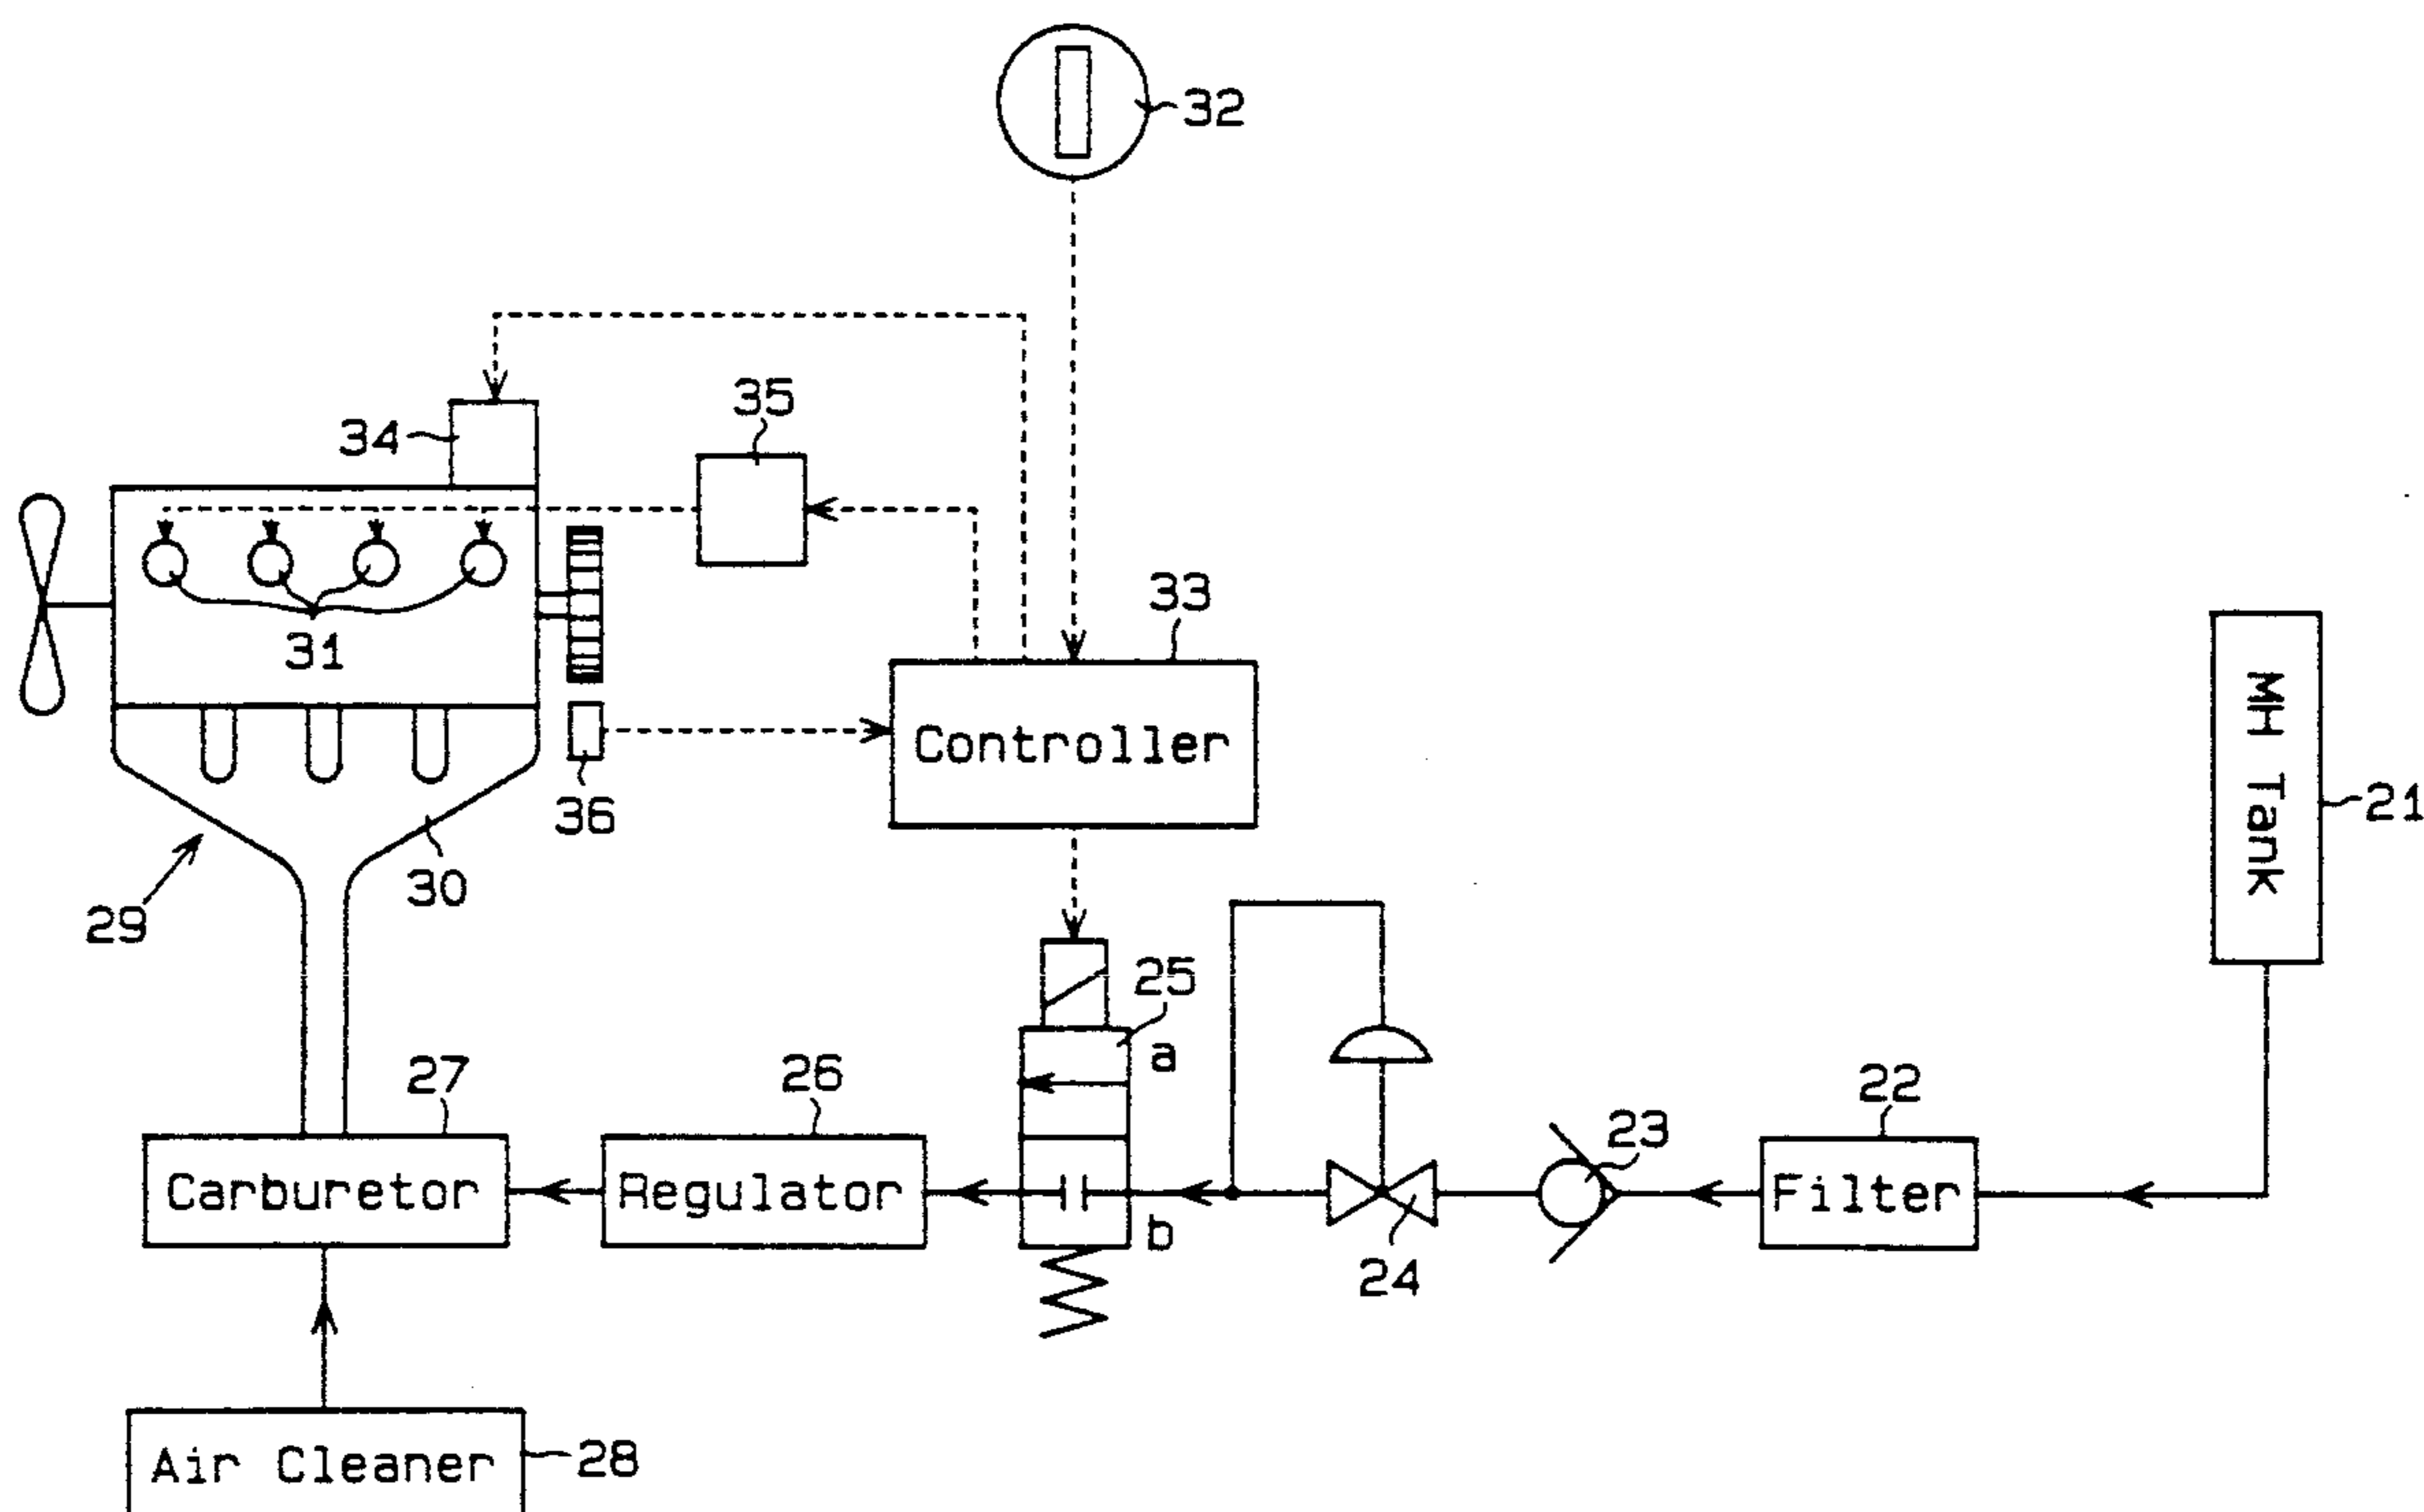 32
34
35
31
33
Controller
36
MH Tank
21
30
29
25
a
27
26
22
23
Carburetor
Regulator
Filter
b
24
Air Cleaner
28